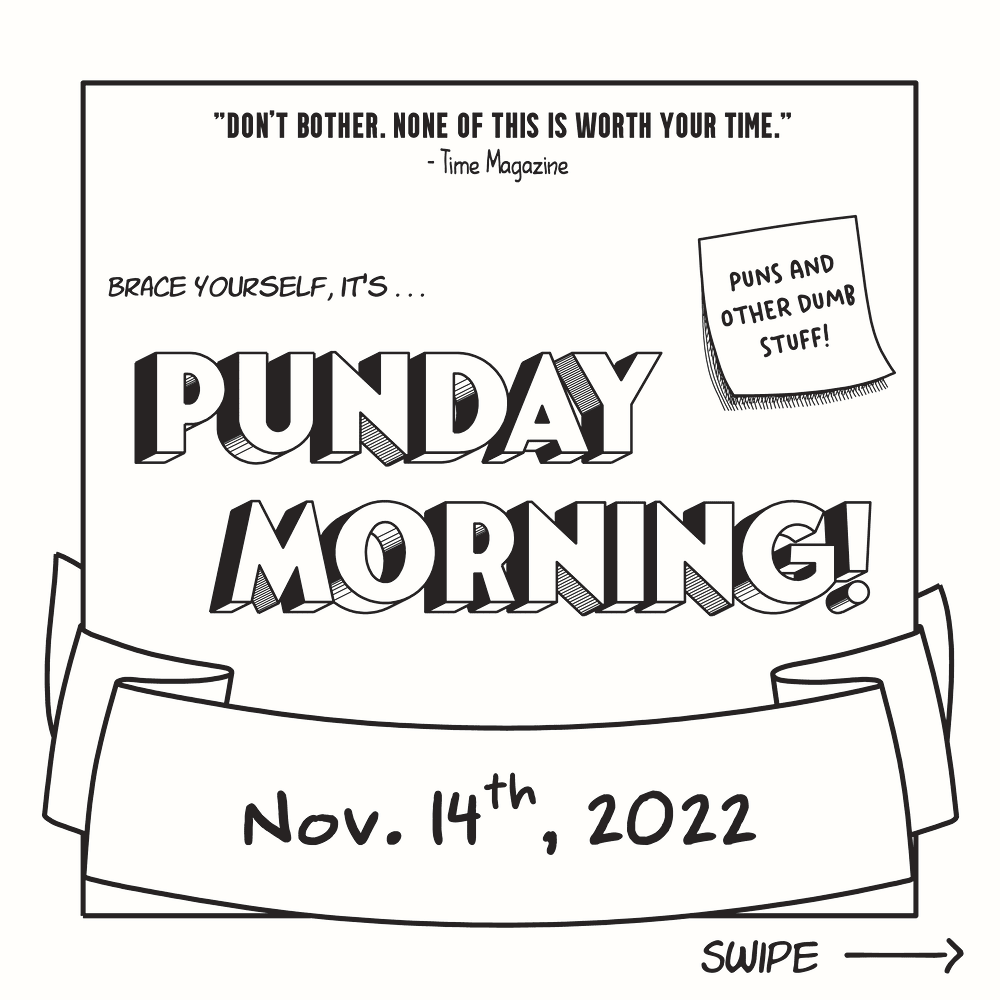 "DON'T BOTHER. NONE OF THIS IS WORTH YOUR TIME."
- Time Magazine
BRACE YOURSELF, IT'S . . .
PUNS AND
OTHER DUMB
STUFF!
PUNDAY
MORNING!
Nov. 14th, 2022
SWIPE